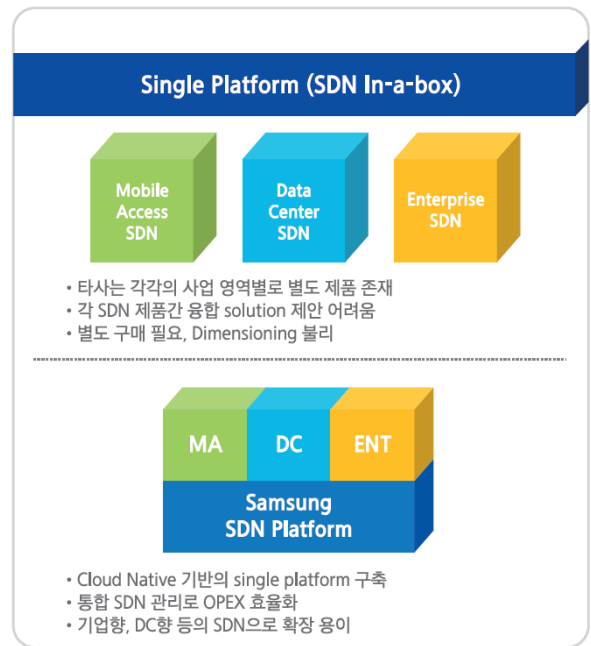 Single Platform (SDN In-a-box)
Mobile
Access
SDN
Data
Center
SDN
Enterprise
SDN
• 타사는 각각의 사업 영역별로 별도 제품 존재
• 각 SDN 제품간 융합 solution 제안 어려움
• 별도 구매 필요, Dimensioning 불리
MA
DC
ENT
Samsung
SDN Platform
• Cloud Native 기반의 single platform 구축
• 통합 SDN 관리로 OPEX 효율화
• 기업향, DC향 등의 SDN으로 확장 용이